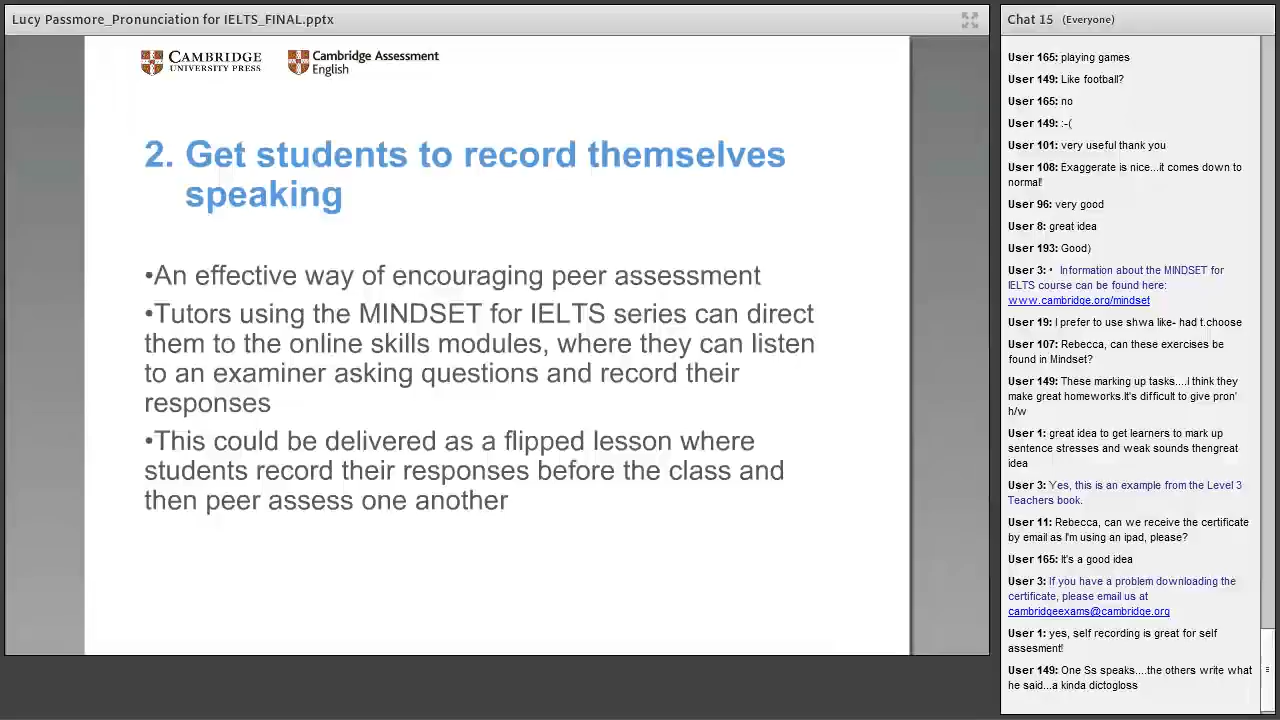 Lucy Passmore_Pronunciation for IELTS_FINAL.pptx
CAMBRIDGE
UNIVERSITY PRESS
Cambridge Assessment
English
2. Get students to record themselves
speaking
•An effective way of encouraging peer assessment
•Tutors using the MINDSET for IELTS series can direct
them to the online skills modules, where they can listen
to an examiner asking questions and record their
responses
•This could be delivered as a flipped lesson where
students record their responses before the class and
then peer assess one another
Chat 15 (Everyone)
User 165: playing games
User 149: Like football?
User 165: no
User 149: :-(
User 101: very useful thank you
User 108: Exaggerate is nice...it comes down to
normal!
User 96: very good
User 8: great idea
User 193: Good)
User 3: • Information about the MINDSET for
IELTS course can be found here:
www.cambridge.org/mindset
User 19: I prefer to use shwa like- had t.choose
User 107: Rebecca, can these exercises be
found in Mindset?
User 149: These marking up tasks....I think they
make great homeworks.It's difficult to give pron'
h/w
User 1: great idea to get learners to mark up
sentence stresses and weak sounds thengreat
idea
User 3: Yes, this is an example from the Level 3
Teachers book.
User 11: Rebecca, can we receive the certificate
by email as I'm using an ipad, please?
User 165: It's a good idea
User 3: If you have a problem downloading the
certificate, please email us at
cambridgeexams@cambridge.org
User 1: yes, self recording is great for self
assesment!
User 149: One Ss speaks....the others write what
he said...a kinda dictogloss